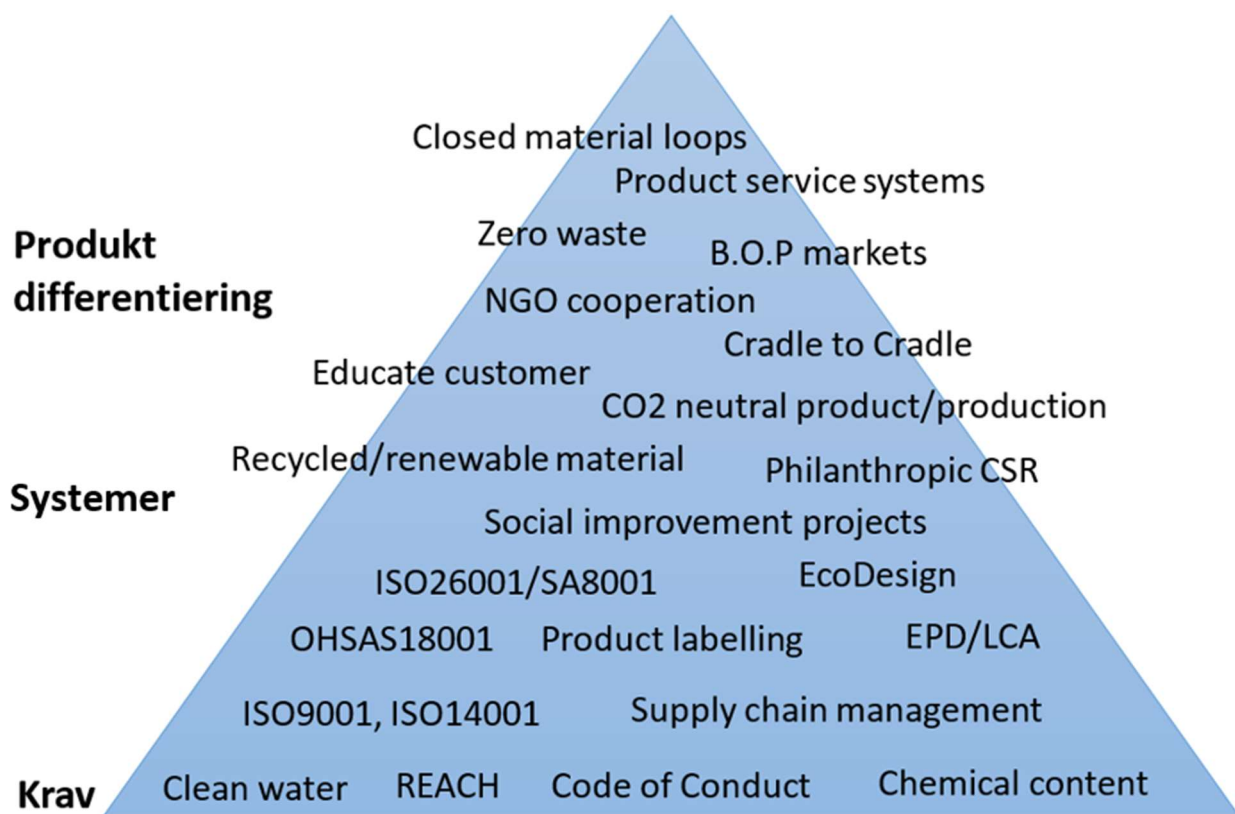 Closed material loops
Product service systems
Zero waste
B.O.P markets
Produkt
differentiering
NGO cooperation
Cradle to Cradle
Educate customer
CO2 neutral product/production
Recycled/renewable material
Philanthropic CSR
Systemer
Social improvement projects
ISO26001/SA8001
EcoDesign
OHSAS18001
Product labelling
EPD/LCA
ISO9001, ISO14001
Supply chain management
Krav
Clean water
REACH
Code of Conduct
Chemical content